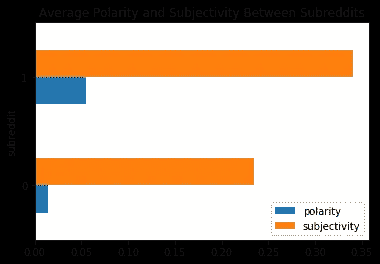 Average Polarity and Subjectivity Between Subreddits
1
subreddit
0
polarity
subjectivity
0.00 0.05 0.10 0.15 0.20 0.25 0.30 0.35